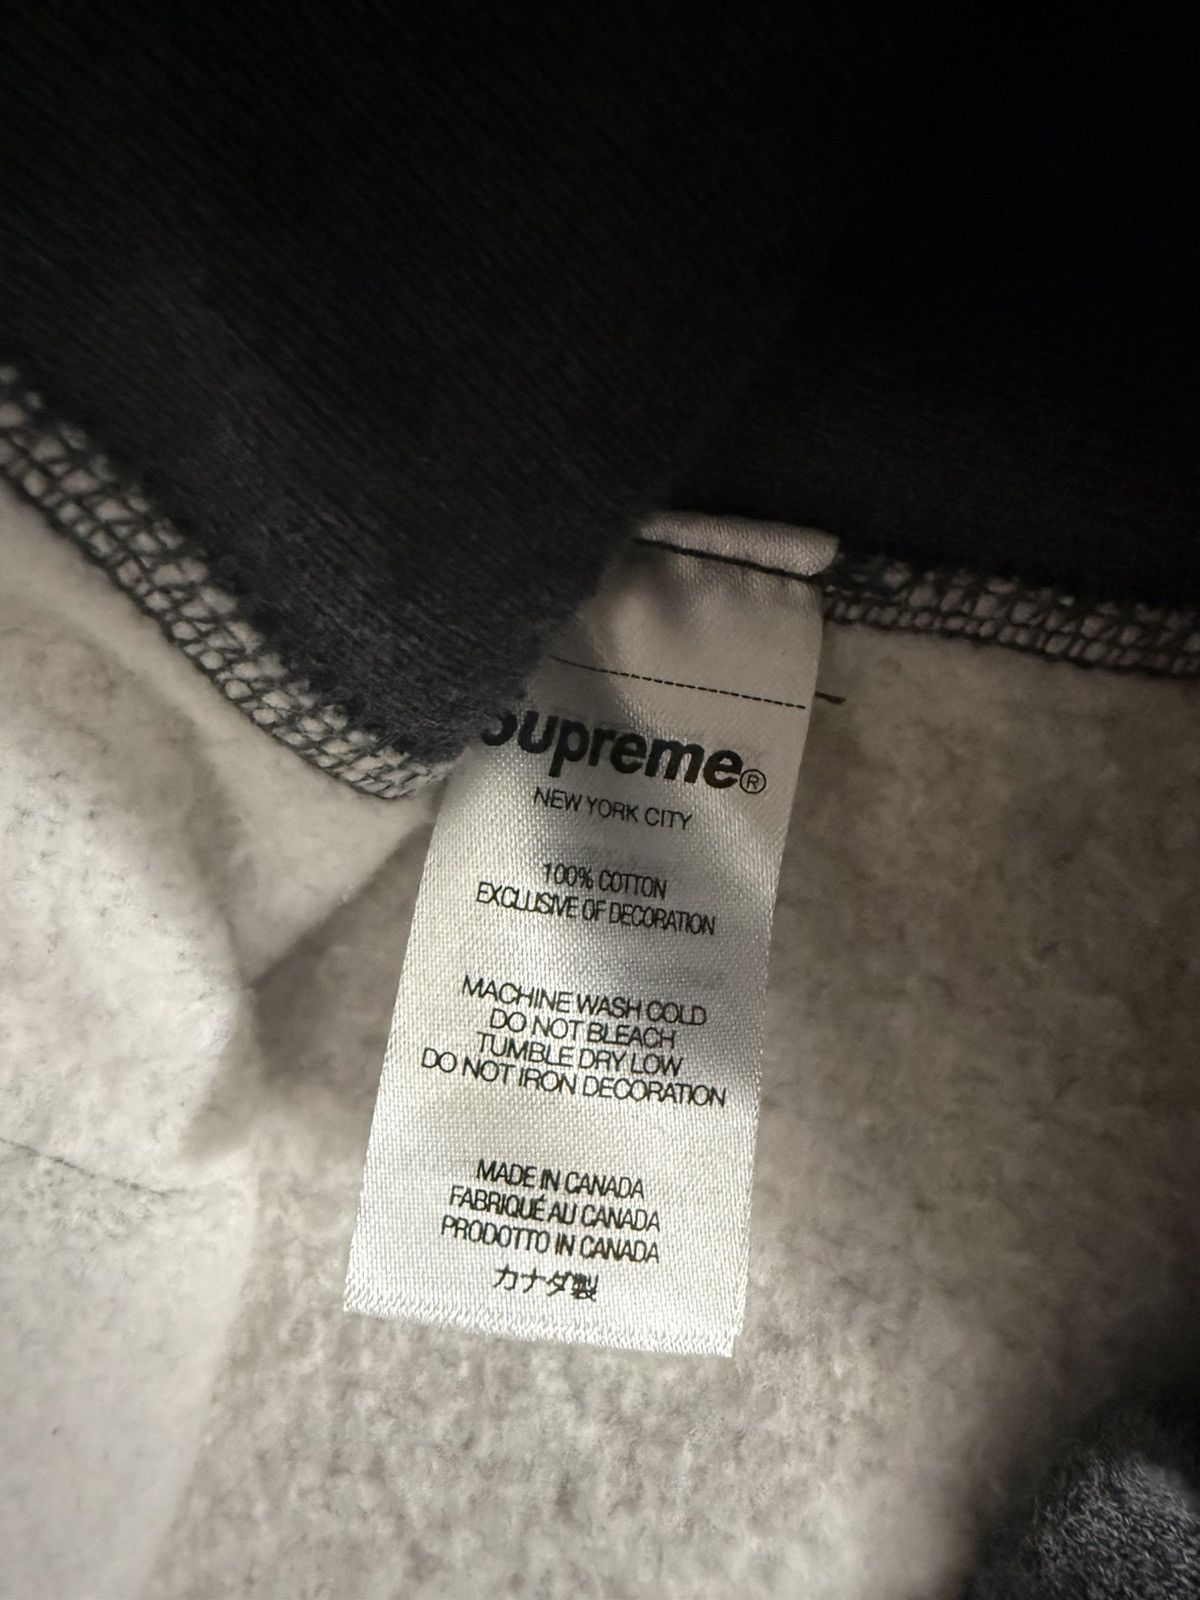 Supreme®
NEW YORK CITY
100% COTTON
EXCLUSIVE OF DECORATION
MACHINE WASH COLD
DO NOT BLEACH
TUMBLE DRY LOW
DO NOT IRON DECORATION
MADE IN CANADA
FABRIQUÉ AU CANADA
PRODOTTO IN CANADA
カナダ製